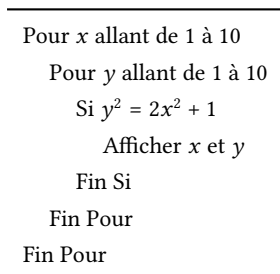 Pour x allant de 1 à 10
Pour y allant de 1 à 10
Si y² = 2x² + 1
Afficher x et y
Fin Si
Fin Pour
Fin Pour